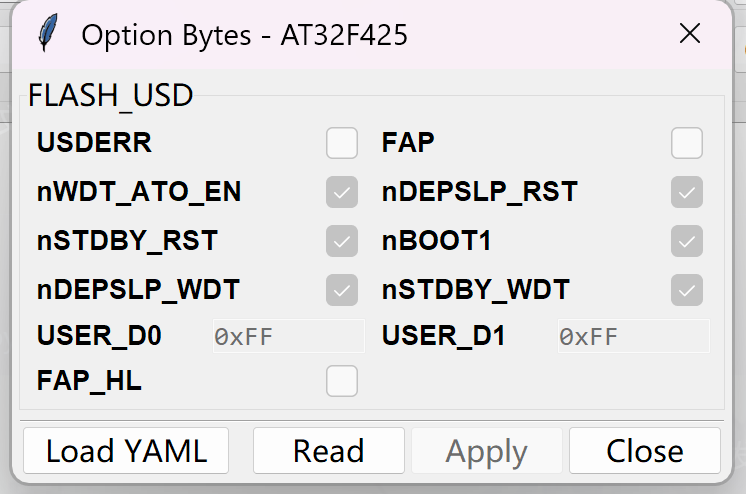 Option Bytes - AT32F425
FLASH_USD
USDERR FAP
nWDT_ATO_EN nDEPSLP_RST
nSTDBY_RST nBOOT1
nDEPSLP_WDT nSTDBY_WDT
USER_D0 0xFF USER_D1 0xFF
FAP_HL
Load YAML Read Apply Close